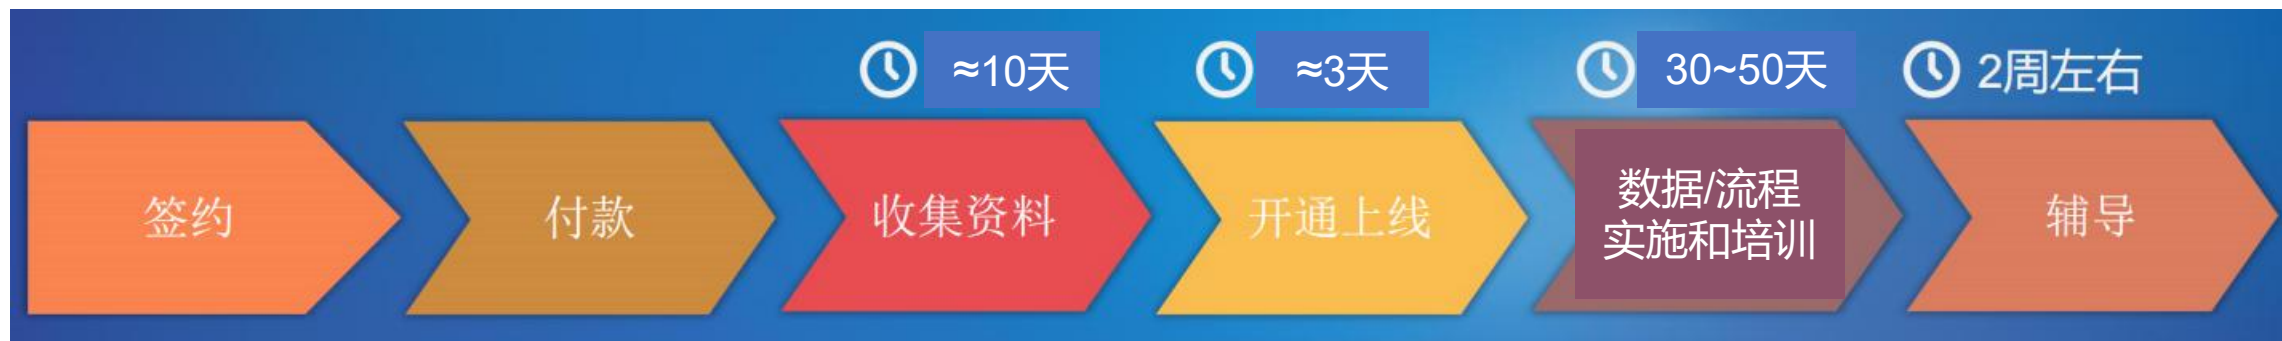 ≈10天
≈3天
30~50天
2周左右
签约
付款
收集资料
开通上线
数据/流程
实施和培训
辅导